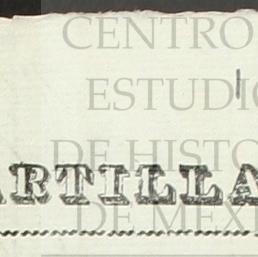 CENTRO
ESTUDIO
DE HISTO
ARTILLA
DE MEXI